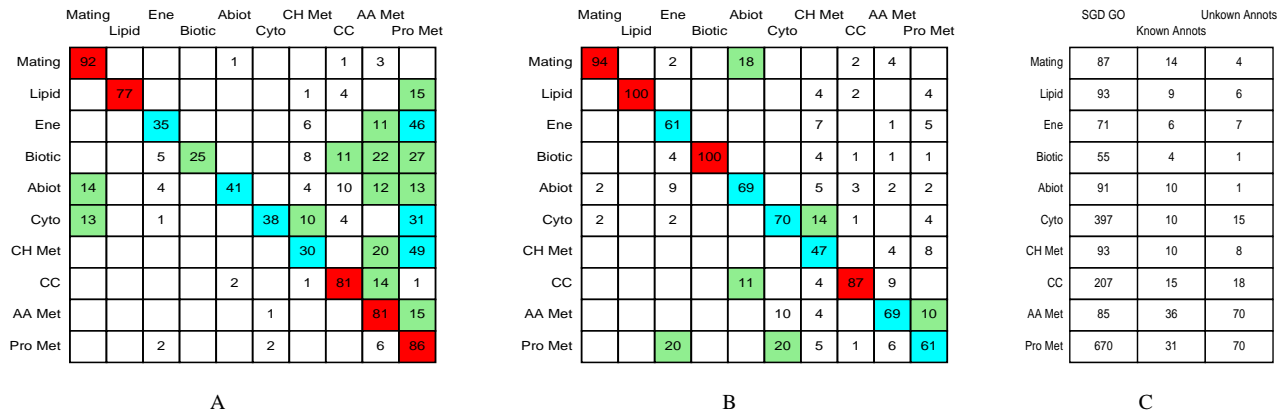 Mating Ene Abiot CH Met AA Met
Lipid Biotic Cyto CC Pro Met
Mating 92 1 1 3
Lipid 77 1 4 15
Ene 35 6 11 46
Biotic 5 25 8 11 22 27
Abiot 14 4 41 4 10 12 13
Cyto 13 1 38 10 4 31
CH Met 30 20 49
CC 2 1 81 14 1
AA Met 1 81 15
Pro Met 2 2 6 86
A
Mating Ene Abiot CH Met AA Met
Lipid Biotic Cyto CC Pro Met
Mating 94 2 18 2 4
Lipid 100 4 2 4
Ene 61 7 1 5
Biotic 4 100 4 1 1 1
Abiot 2 9 69 5 3 2 2
Cyto 2 2 70 14 1 4
CH Met 47 4 8
CC 11 4 87 9
AA Met 10 4 69 10
Pro Met 20 20 5 1 6 61
B
SGD GO Unkown Annots
Known Annots
Mating 87 14 4
Lipid 93 9 6
Ene 71 6 7
Biotic 55 4 1
Abiot 91 10 1
Cyto 397 10 15
CH Met 93 10 8
CC 207 15 18
AA Met 85 36 70
Pro Met 670 31 70
C